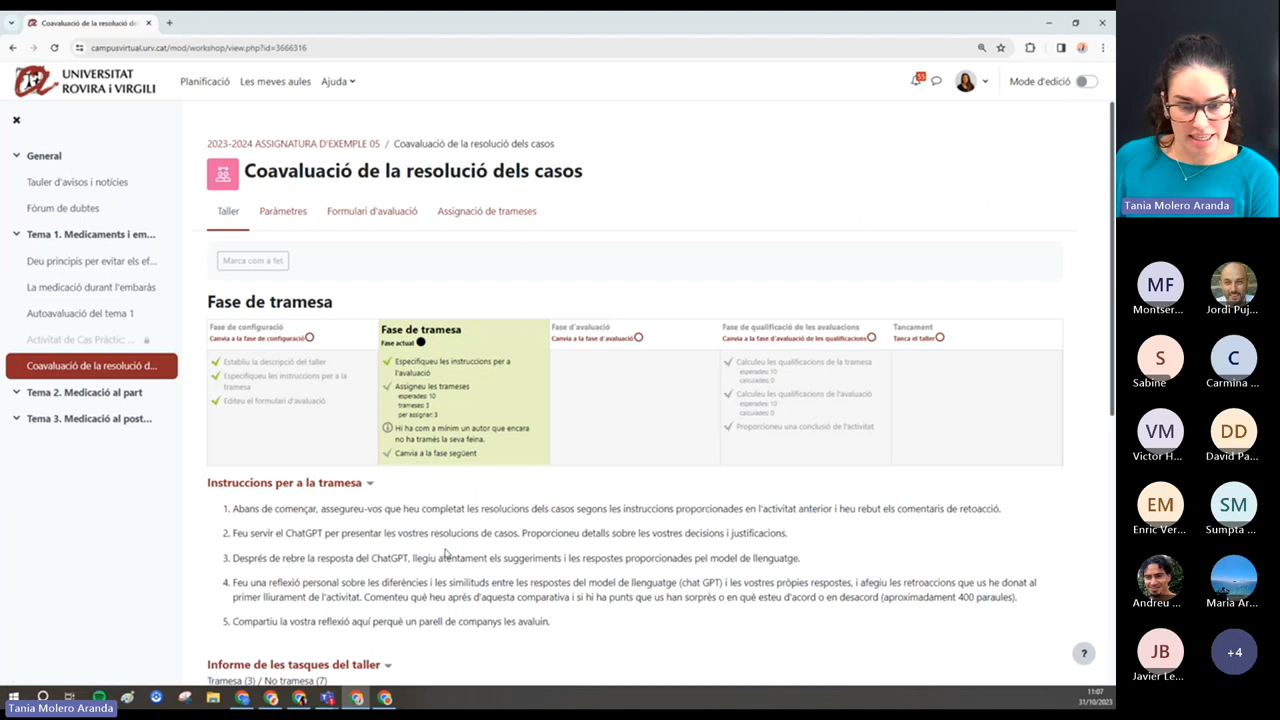 Coavaluació de la resolució de
campusvirtual.urv.cat/mod/workshop/view.php?id=3666316
UNIVERSITAT
ROVIRA i VIRGILI
Planificació
Les meves aules
Ajuda
55
Mode d'edició
General
Tauler d'avisos i notícies
Fòrum de dubtes
Tema 1. Medicaments i em...
Deu principis per evitar els ef...
La medicació durant l'embaràs
Autoavaluació del tema 1
Activitat de Cas Pràctic ...
Coavaluació de la resolució d...
Tema 2. Medicació al part
Tema 3. Medicació al post...
2023-2024 ASSIGNATURA D'EXEMPLE 05 / Coavaluació de la resolució dels casos
Coavaluació de la resolució dels casos
Taller
Paràmetres
Formulari d'avaluació
Assignació de trameses
Marca com a fet
Fase de tramesa
Fase de configuració
Canvia a la fase de configuració
Establiu la descripció del taller
Especifiqueu les instruccions per a la
tramesa
Editeu el formulari d'avaluació
Fase de tramesa
Fase actual
Especifiqueu les instruccions per a
l'avaluació
Assigneu les trameses
esperades: 10
trameses: 3
per assignar: 3
Hi ha com a mínim un autor que encara
no ha tramès la seva feina.
Canvia a la fase següent
Fase d'avaluació
Canvia a la fase d'avaluació
Fase de qualificació de les avaluacions
Canvia a la fase d'avaluació de les qualificacions
Calculeu les qualificacions de la tramesa
esperades: 10
calculades: 0
Calculeu les qualificacions de l'avaluació
esperades: 10
calculades: 0
Proporcioneu una conclusió de l'activitat
Tancament
Tanca el taller
Instruccions per a la tramesa
1. Abans de començar, assegureu-vos que heu completat les resolucions dels casos segons les instruccions proporcionades en l'activitat anterior i heu rebut els comentaris de retroacció.
2. Feu servir el ChatGPT per presentar les vostres resolucions de casos. Proporcioneu detalls sobre les vostres decisions i justificacions.
3. Després de rebre la resposta del ChatGPT, llegiu atentament els suggeriments i les respostes proporcionades pel model de llenguatge.
4. Feu una reflexió personal sobre les diferències i les similituds entre les respostes del model de llenguatge (chat GPT) i les vostres pròpies respostes, i afegiu les retroaccions que us he donat al
primer lliurament de l'activitat. Comenteu què heu après d'aquesta comparativa i si hi ha punts que us han sorprès o en què esteu d'acord o en desacord (aproximadament 400 paraules).
5. Compartiu la vostra reflexió aquí perquè un parell de companys les avaluin.
Informe de les tasques del taller
Tramesa (3) / No tramesa (7)
?
11:07
31/10/2023
Tania Molero Aranda
Tania Molero Aranda
MF
Montser...
Jordi Puj...
S
Sabine
C
Carmina ...
VM
Victor H...
DD
David Pa...
EM
Enric Ver...
SM
Sumpta ...
Andreu ...
Maria Ar...
JB
Javier Le...
+4